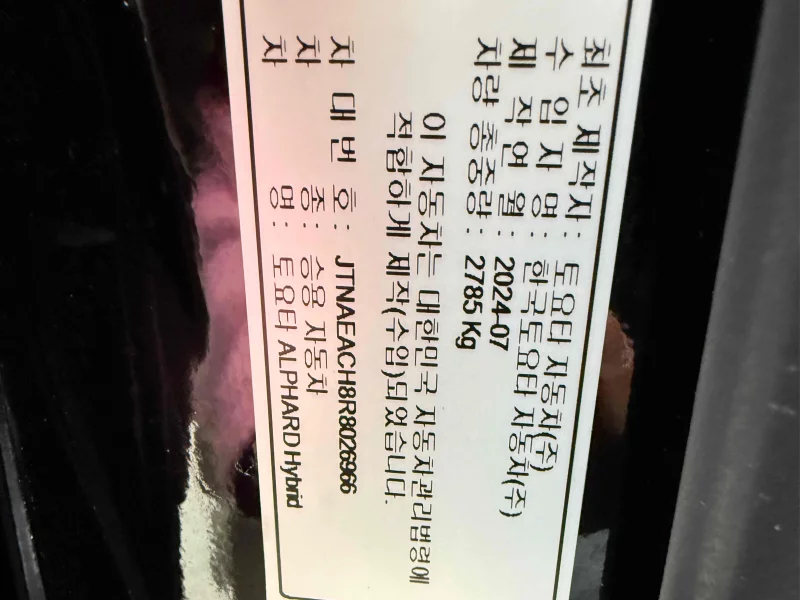 최초 제작자: 토요타 자동차(주)
수 입 자 명: 한국토요타 자동차(주)
제 작 연 월: 2024-07
차량 총중량: 2785 Kg
이 자동차는 대한민국 자동차관리법령에
적합하게 제작(수입)되었습니다.
차 대 번 호: JTNAEACH8R8026966
차 종: 승용 자동차
차 명: 토요타 ALPHARD Hybrid